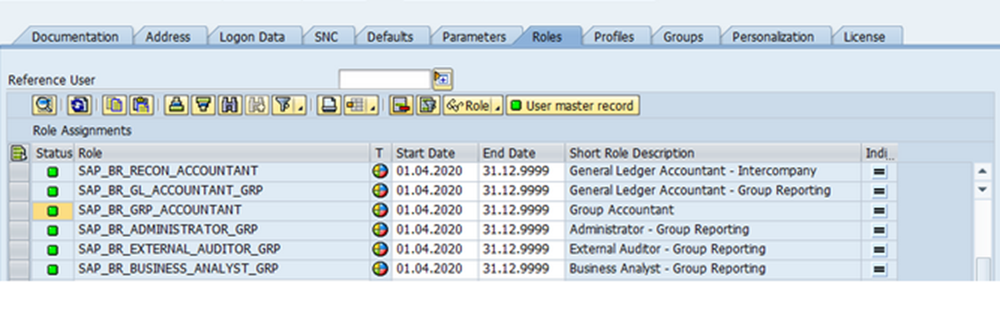 Documentation Address Logon Data SNC Defaults Parameters Roles Profiles Groups Personalization License
Reference User
Role User master record
Role Assignments
Status Role T Start Date End Date Short Role Description Indi...
SAP_BR_RECON_ACCOUNTANT 01.04.2020 31.12.9999 General Ledger Accountant - Intercompany
SAP_BR_GL_ACCOUNTANT_GRP 01.04.2020 31.12.9999 General Ledger Accountant - Group Reporting
SAP_BR_GRP_ACCOUNTANT 01.04.2020 31.12.9999 Group Accountant
SAP_BR_ADMINISTRATOR_GRP 01.04.2020 31.12.9999 Administrator - Group Reporting
SAP_BR_EXTERNAL_AUDITOR_GRP 01.04.2020 31.12.9999 External Auditor - Group Reporting
SAP_BR_BUSINESS_ANALYST_GRP 01.04.2020 31.12.9999 Business Analyst - Group Reporting